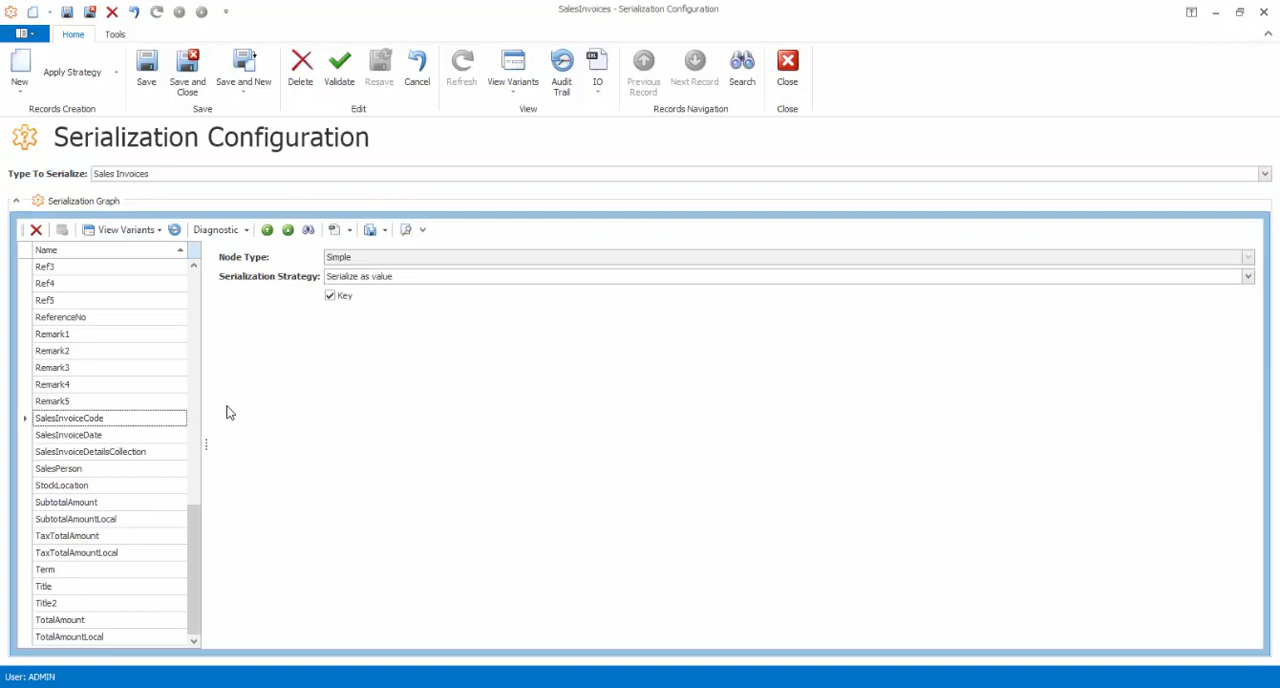 SalesInvoices - Serialization Configuration
Home
Tools
New
Apply Strategy
Save
Save and
Close
Save and New
Delete
Validate
Resave
Cancel
Refresh
View Variants
Audit
Trail
IO
Previous
Record
Next Record
Search
Close
Records Creation
Save
Edit
View
Records Navigation
Close
Serialization Configuration
Type To Serialize: Sales Invoices
Serialization Graph
View Variants
Diagnostic
Name
Ref3
Ref4
Ref5
ReferenceNo
Remark1
Remark2
Remark3
Remark4
Remark5
SalesInvoiceCode
SalesInvoiceDate
SalesInvoiceDetailsCollection
SalesPerson
StockLocation
SubtotalAmount
SubtotalAmountLocal
TaxTotalAmount
TaxTotalAmountLocal
Term
Title
Title2
TotalAmount
TotalAmountLocal
Node Type: Simple
Serialization Strategy: Serialize as value
Key
User: ADMIN